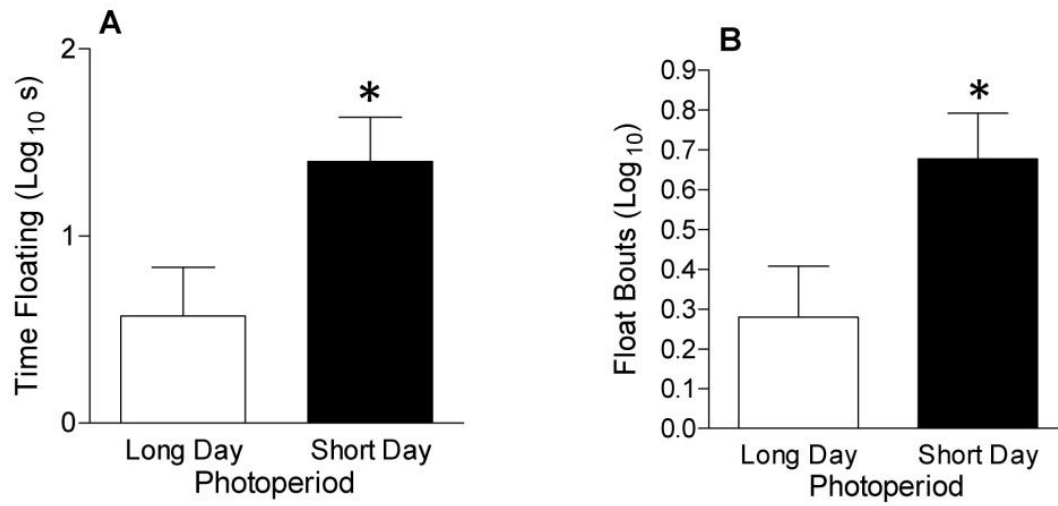 A
Time Floating (Log10 s)
2
1
0
*
Long Day Short Day
Photoperiod
B
Float Bouts (Log10)
0.9
0.8
0.7
0.6
0.5
0.4
0.3
0.2
0.1
0.0
*
Long Day Short Day
Photoperiod